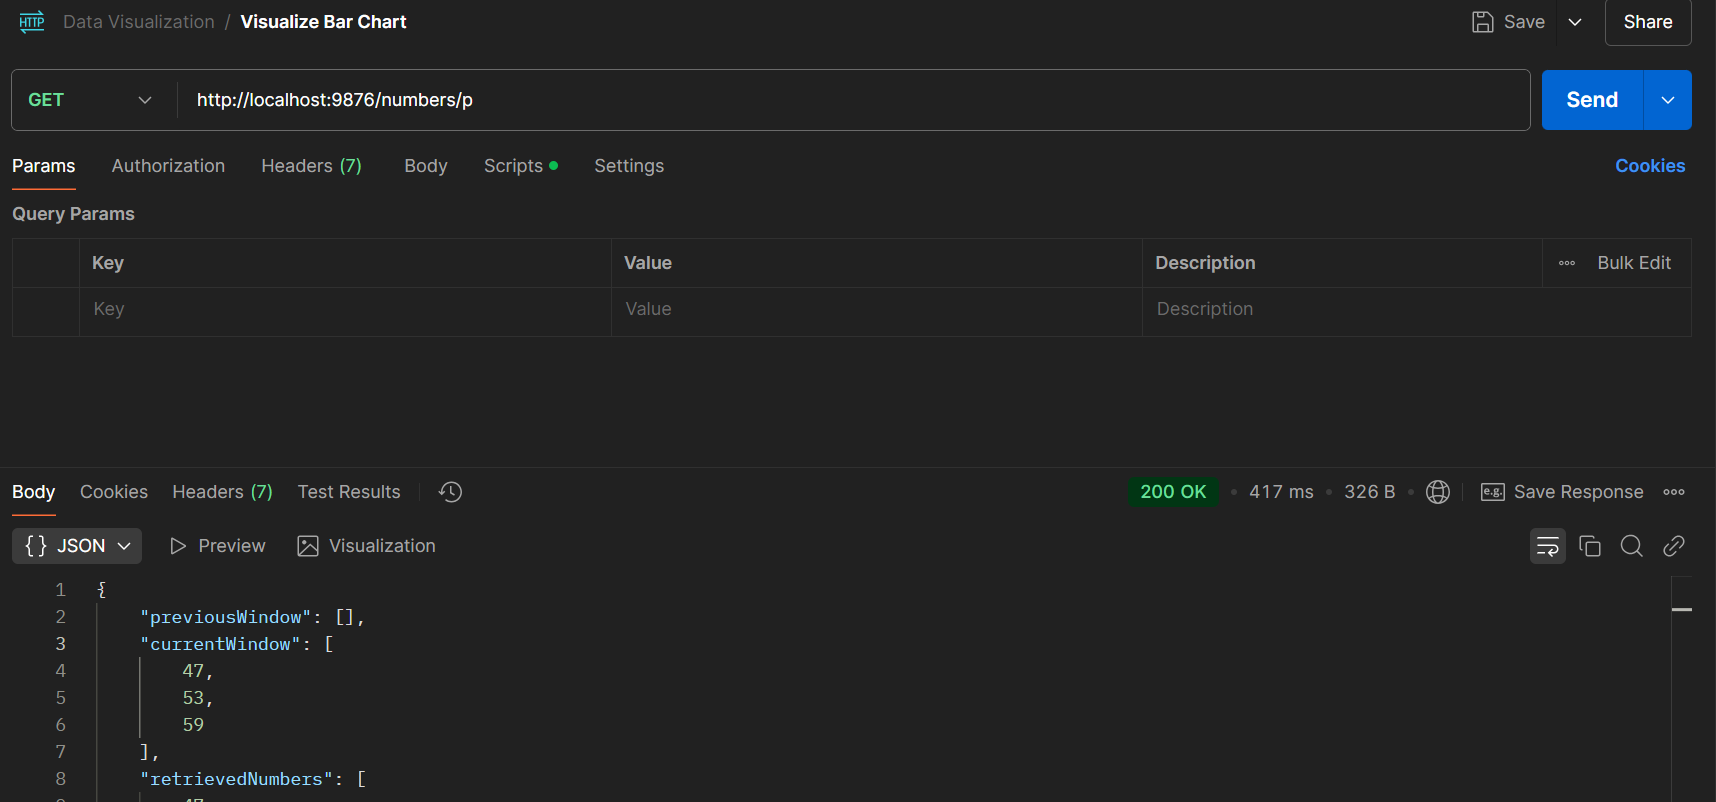 HTTP Data Visualization / Visualize Bar Chart Save Share
GET http://localhost:9876/numbers/p Send
Params Authorization Headers (7) Body Scripts Settings Cookies
Query Params
Key Value Description Bulk Edit
Key Value Description
Body Cookies Headers (7) Test Results 200 OK • 417 ms • 326 B • e.g. Save Response
{} JSON Preview Visualization
1 {
2 "previousWindow": [],
3 "currentWindow": [
4 47,
5 53,
6 59
7 ],
8 "retrievedNumbers": [